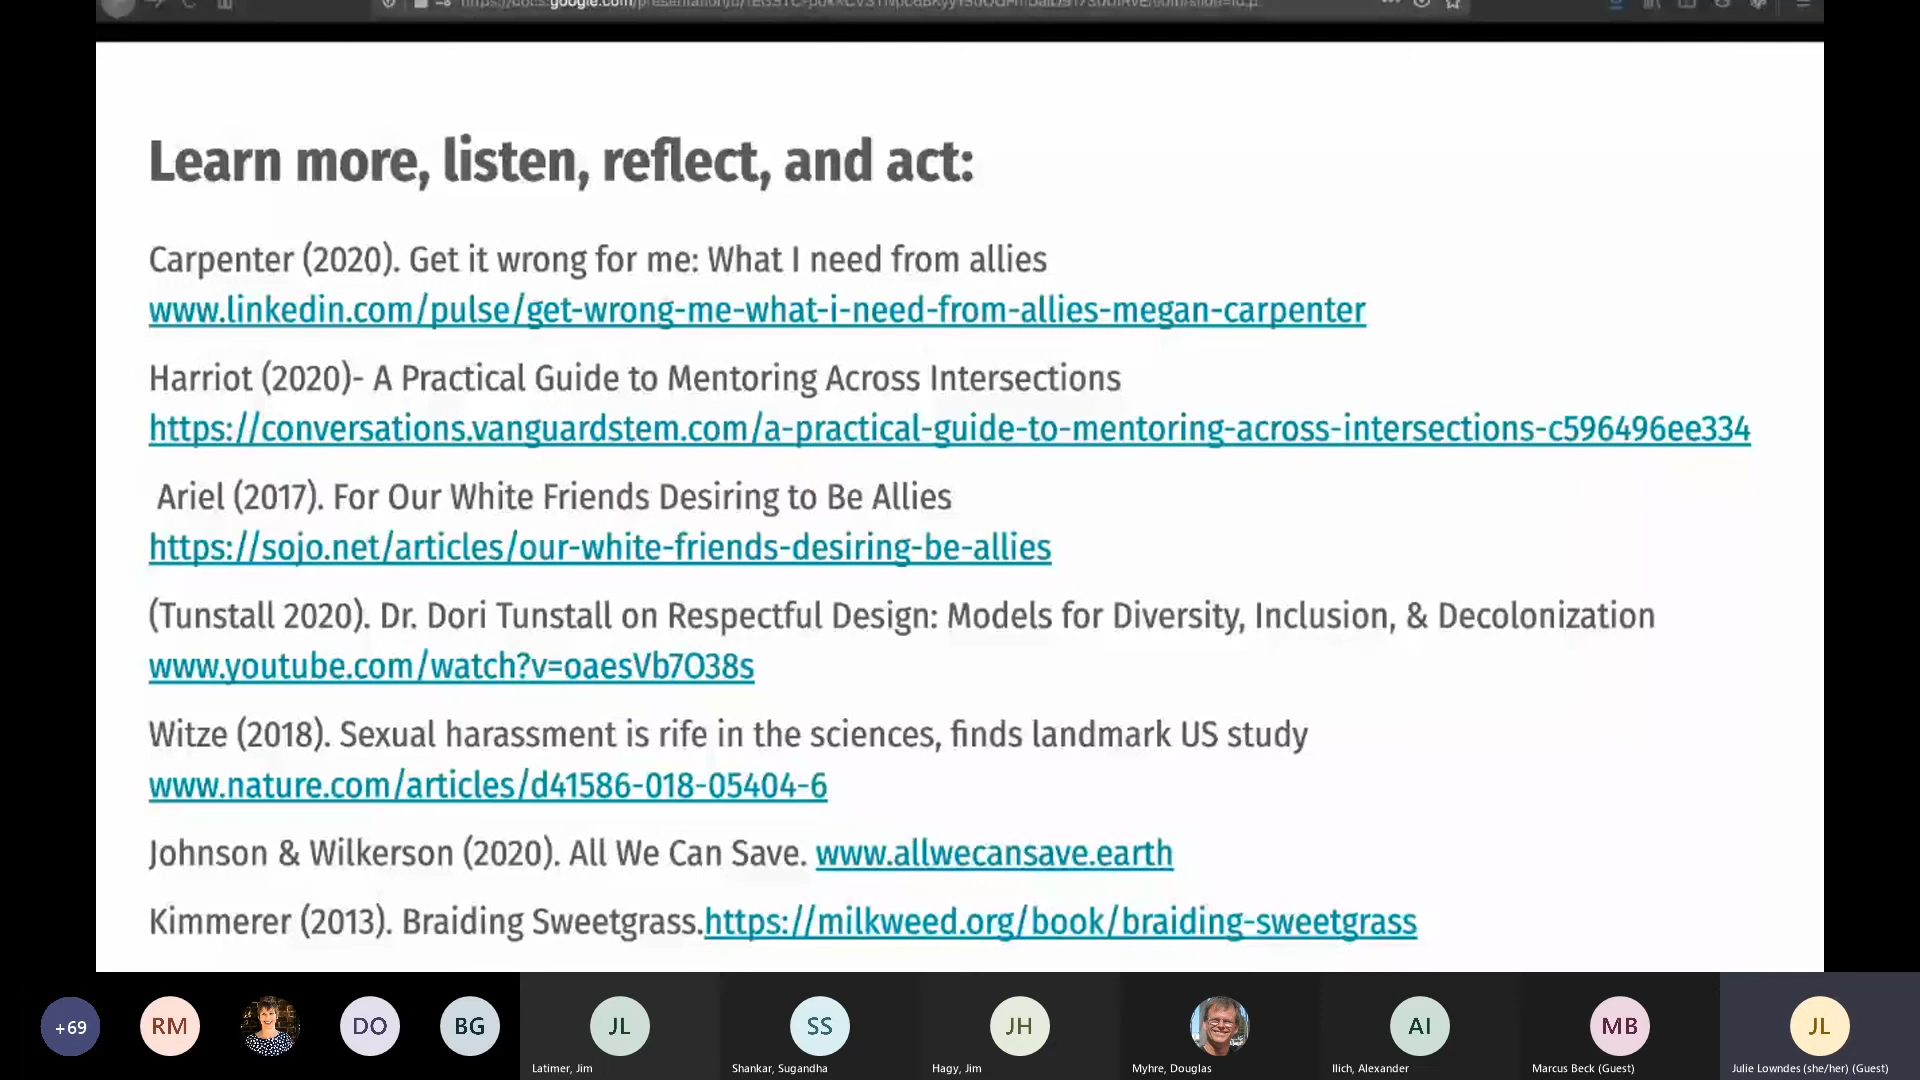 Learn more, listen, reflect, and act:
Carpenter (2020). Get it wrong for me: What I need from allies
www.linkedin.com/pulse/get-wrong-me-what-i-need-from-allies-megan-carpenter
Harriot (2020)- A Practical Guide to Mentoring Across Intersections
https://conversations.vanguardstem.com/a-practical-guide-to-mentoring-across-intersections-c596496ee334
Ariel (2017). For Our White Friends Desiring to Be Allies
https://sojo.net/articles/our-white-friends-desiring-be-allies
(Tunstall 2020). Dr. Dori Tunstall on Respectful Design: Models for Diversity, Inclusion, & Decolonization
www.youtube.com/watch?v=oaesVb7O38s
Witze (2018). Sexual harassment is rife in the sciences, finds landmark US study
www.nature.com/articles/d41586-018-05404-6
Johnson & Wilkerson (2020). All We Can Save. www.allwecansave.earth
Kimmerer (2013). Braiding Sweetgrass.https://milkweed.org/book/braiding-sweetgrass
+69 RM DO BG JL SS JH AI MB JL
Latimer, Jim Shankar, Sugandha Hagy, Jim Myhre, Douglas Ilich, Alexander Marcus Beck (Guest) Julie Lowndes (she/her) (Guest)